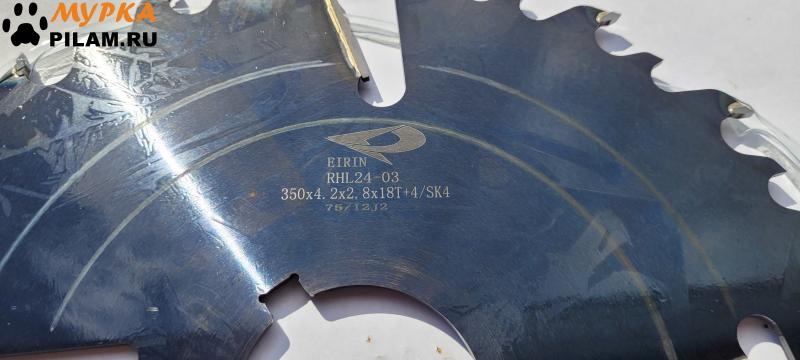 МУРКА
PILAM.RU
EIRIN
RHL24-03
350x4.2x2.8x18T+4/SK4
75/12J2